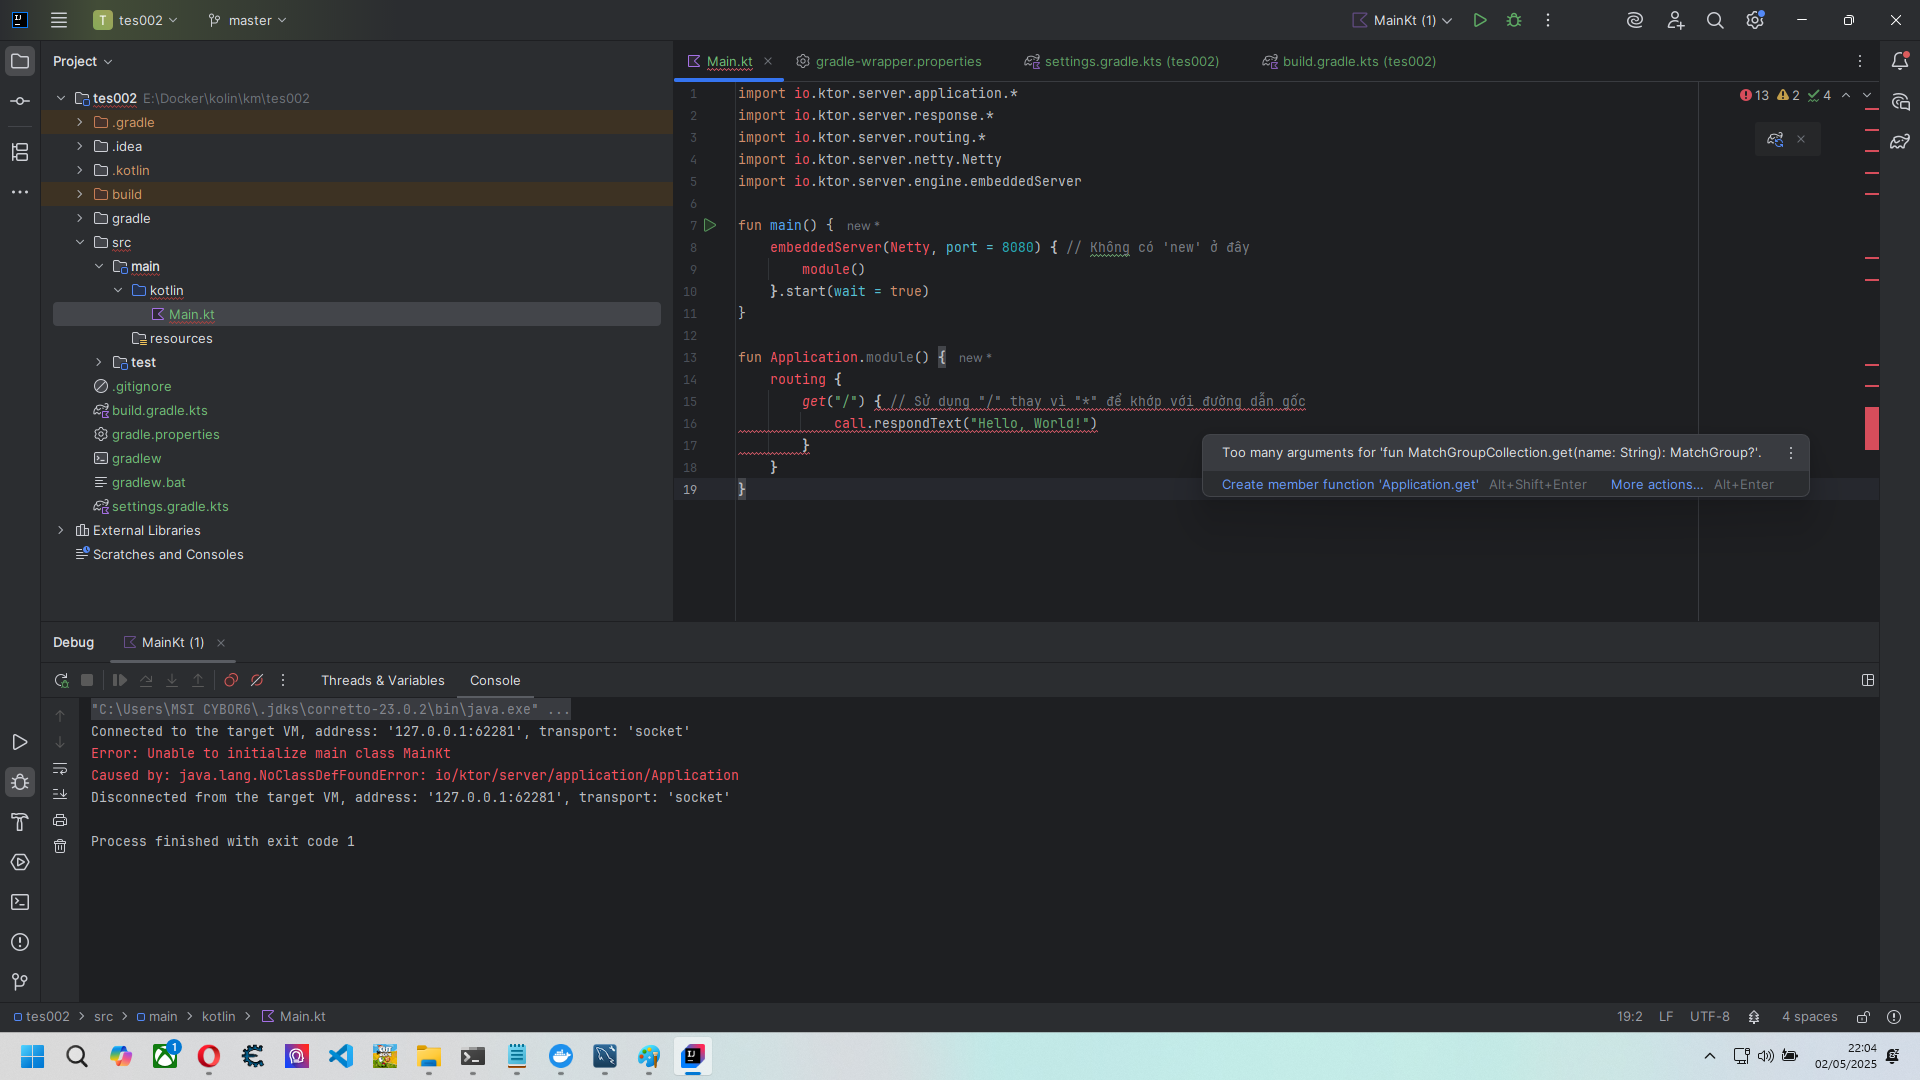 tes002
master
MainKt (1)
Project
tes002 E:\Docker\kolin\km\tes002
.gradle
.idea
.kotlin
build
gradle
src
main
kotlin
Main.kt
resources
test
.gitignore
build.gradle.kts
gradle.properties
gradlew
gradlew.bat
settings.gradle.kts
External Libraries
Scratches and Consoles
Main.kt
gradle-wrapper.properties
settings.gradle.kts (tes002)
build.gradle.kts (tes002)
13 2 4
1 import io.ktor.server.application.*
2 import io.ktor.server.response.*
3 import io.ktor.server.routing.*
4 import io.ktor.server.netty.Netty
5 import io.ktor.server.engine.embeddedServer
6
7 fun main() { new *
8 embeddedServer(Netty, port = 8080) { // Không có 'new' ở đây
9 module()
10 }.start(wait = true)
11 }
12
13 fun Application.module() { new *
14 routing {
15 get("/") { // Sử dụng "/" thay vì "*" để khớp với đường dẫn gốc
16 call.respondText("Hello, World!")
17 }
18 }
19 }
Too many arguments for 'fun MatchGroupCollection.get(name: String): MatchGroup?'.
Create member function 'Application.get' Alt+Shift+Enter More actions... Alt+Enter
Debug
MainKt (1)
Threads & Variables
Console
"C:\Users\MSI CYBORG\.jdks\corretto-23.0.2\bin\java.exe" ...
Connected to the target VM, address: '127.0.0.1:62281', transport: 'socket'
Error: Unable to initialize main class MainKt
Caused by: java.lang.NoClassDefFoundError: io/ktor/server/application/Application
Disconnected from the target VM, address: '127.0.0.1:62281', transport: 'socket'
Process finished with exit code 1
tes002 > src > main > kotlin > Main.kt
19:2 LF UTF-8 4 spaces
1
22:04
02/05/2025